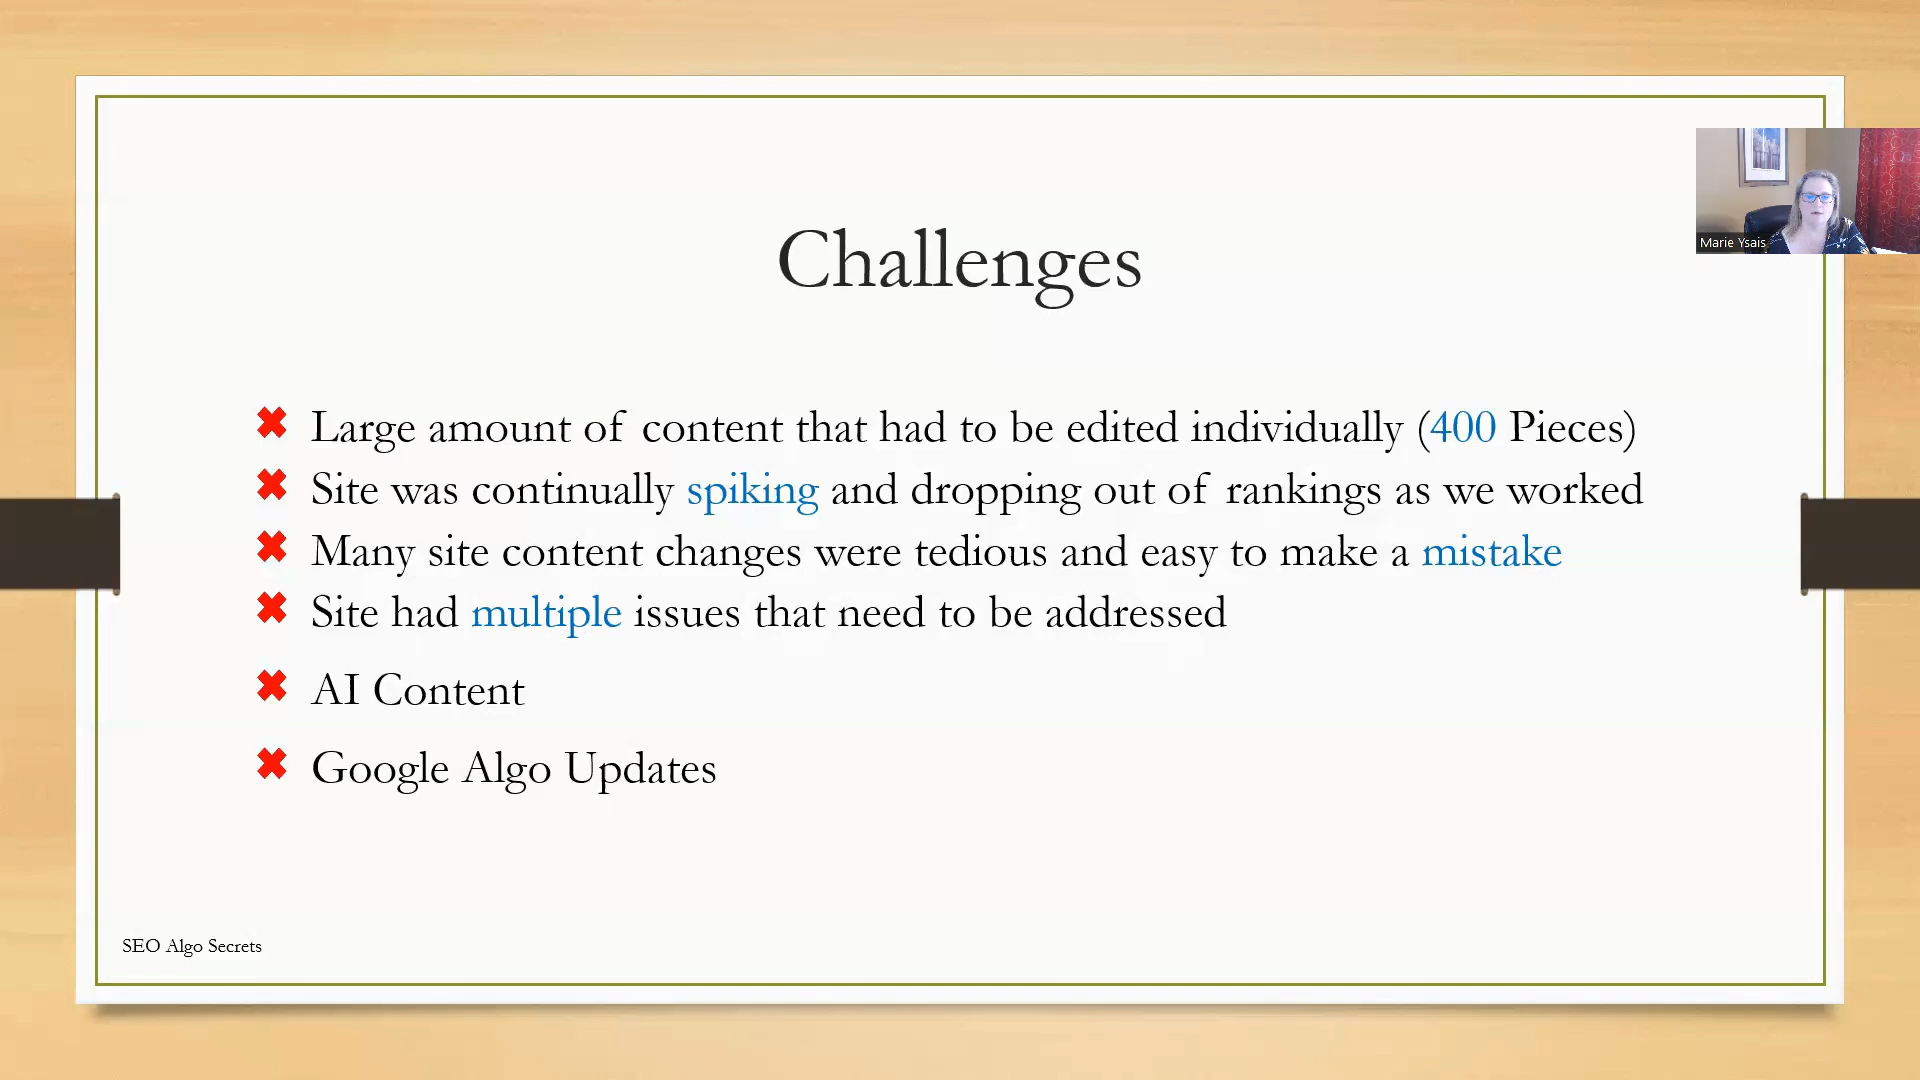 Challenges
Marie Ysais
Large amount of content that had to be edited individually (400 Pieces)
Site was continually spiking and dropping out of rankings as we worked
Many site content changes were tedious and easy to make a mistake
Site had multiple issues that need to be addressed
AI Content
Google Algo Updates
SEO Algo Secrets